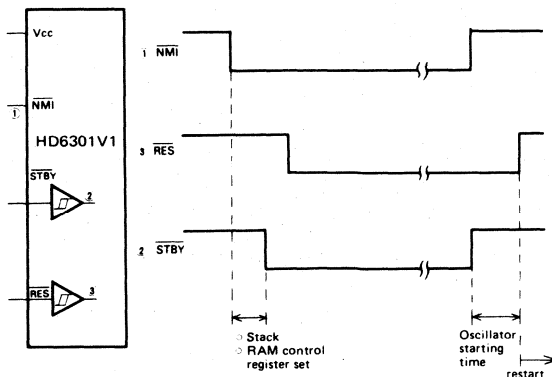 Vcc
NMI
①
HD6301V1
STBY
2
RES
3
1 NMI
3 RES
2 STBY
○ Stack
○ RAM control
register set
Oscillator
starting
time
restart